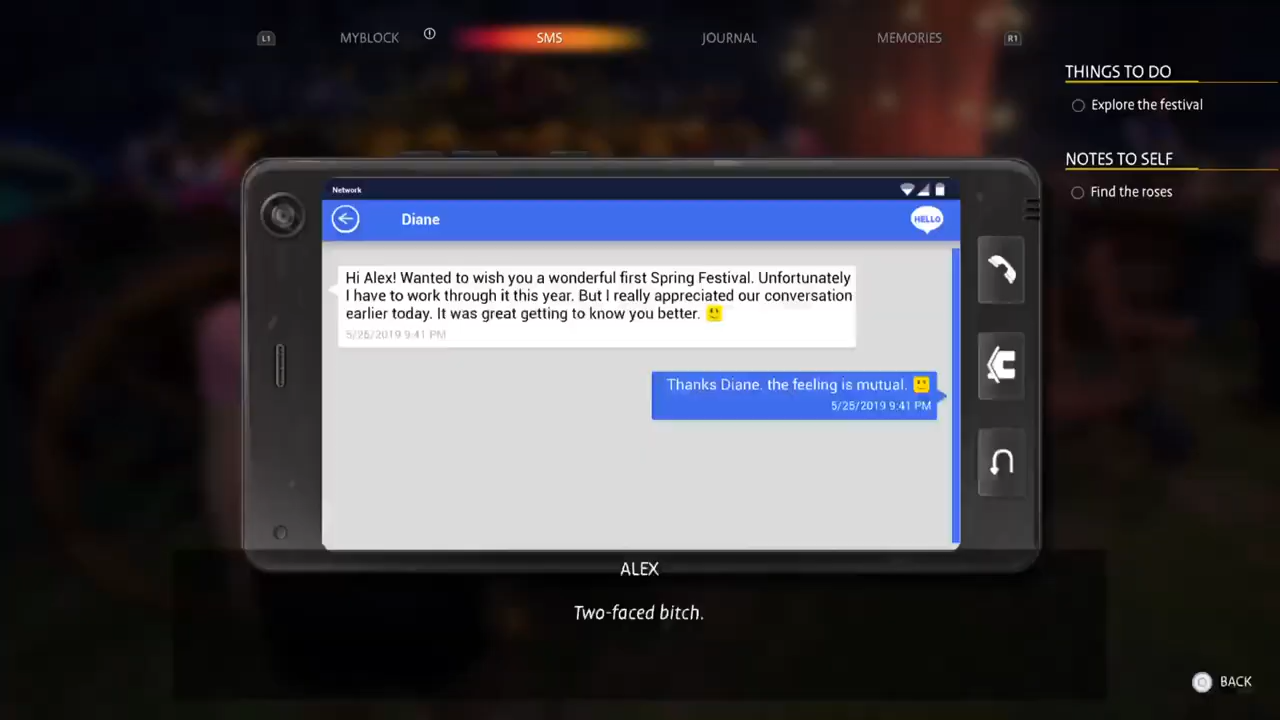 L1
MYBLOCK
SMS
JOURNAL
MEMORIES
R1
THINGS TO DO
Explore the festival
NOTES TO SELF
Find the roses
Network
Diane
HELLO
Hi Alex! Wanted to wish you a wonderful first Spring Festival. Unfortunately
I have to work through it this year. But I really appreciated our conversation
earlier today. It was great getting to know you better.
5/25/2019 9:41 PM
Thanks Diane. the feeling is mutual.
5/25/2019 9:41 PM
ALEX
Two-faced bitch.
BACK